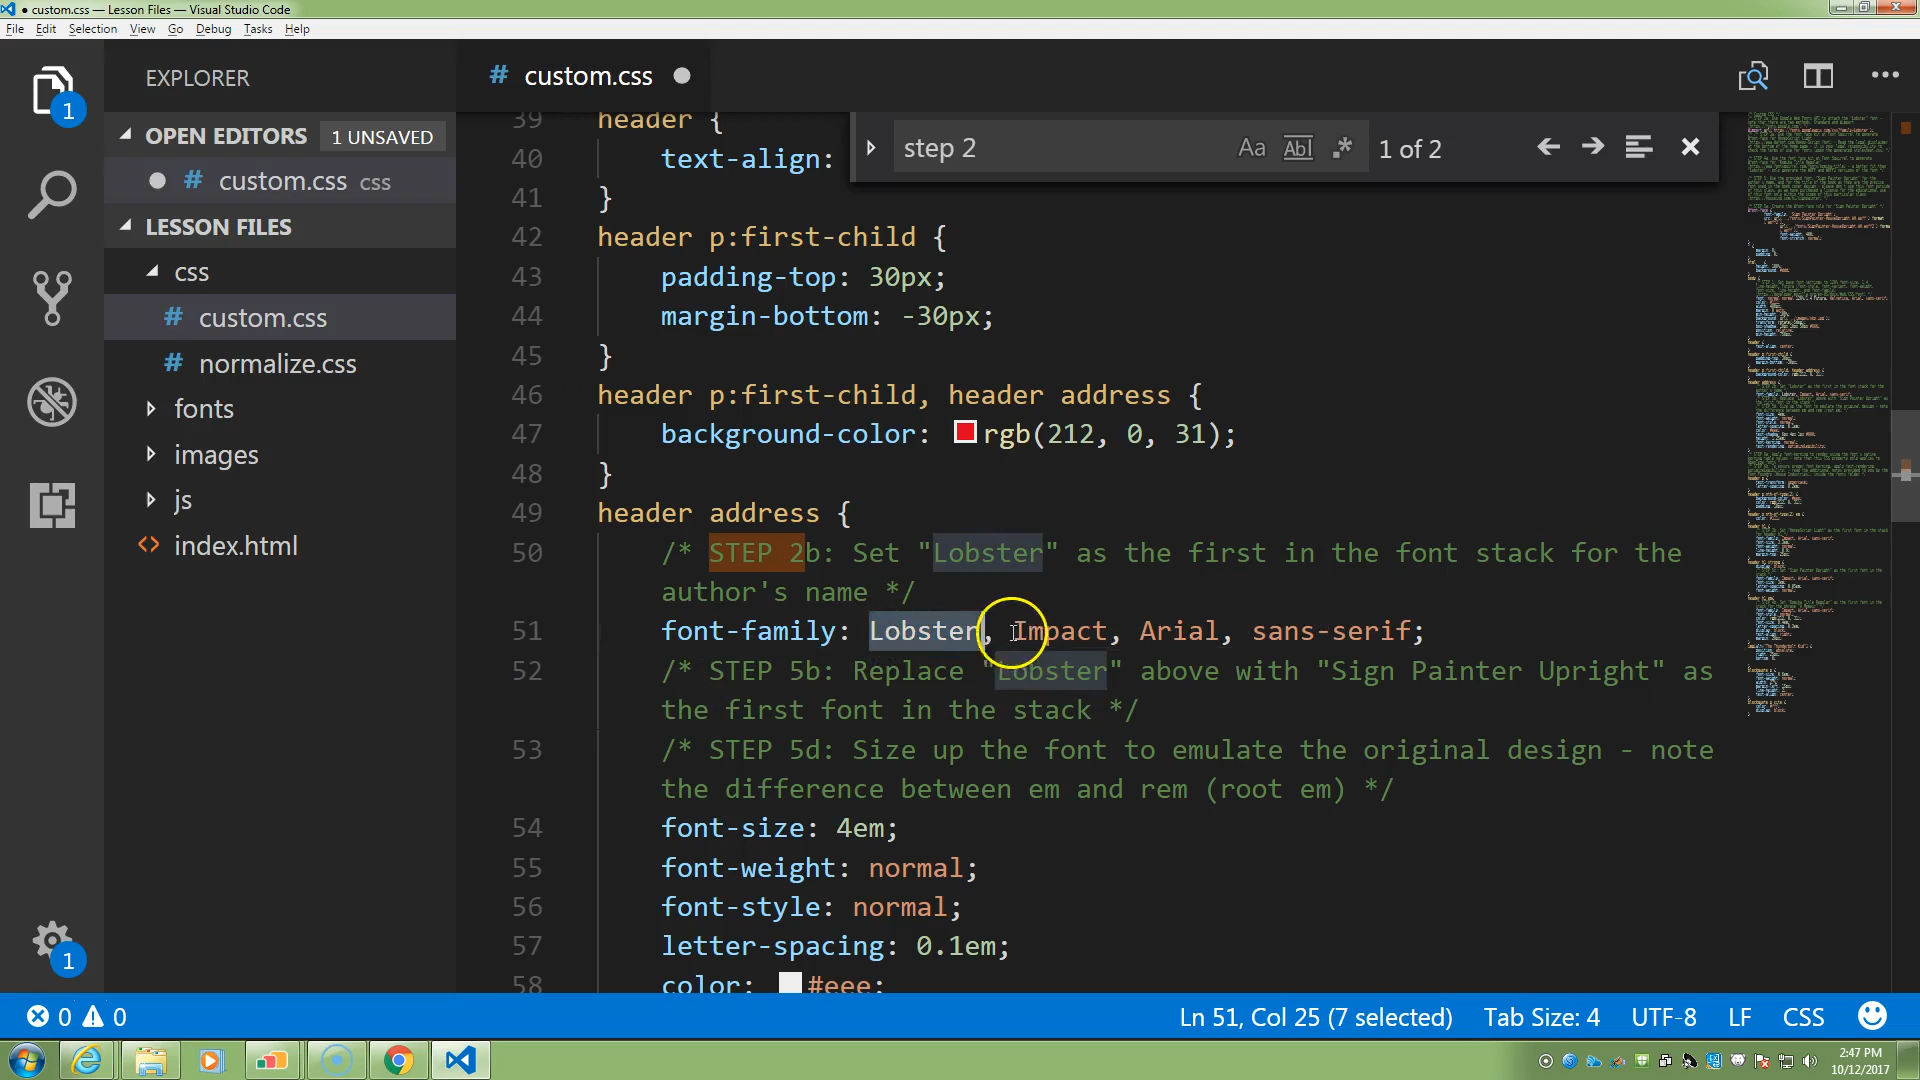 custom.css — Lesson Files — Visual Studio Code
File Edit Selection View Go Debug Tasks Help
EXPLORER
OPEN EDITORS 1 UNSAVED
# custom.css css
LESSON FILES
css
# custom.css
# normalize.css
fonts
images
js
<> index.html
1
1
# custom.css
step 2 Aa Abl .* 1 of 2
39 header {
40 text-align:
41 }
42 header p:first-child {
43 padding-top: 30px;
44 margin-bottom: -30px;
45 }
46 header p:first-child, header address {
47 background-color: rgb(212, 0, 31);
48 }
49 header address {
50 /* STEP 2b: Set "Lobster" as the first in the font stack for the
author's name */
51 font-family: Lobster, Impact, Arial, sans-serif;
52 /* STEP 5b: Replace "Lobster" above with "Sign Painter Upright" as
the first font in the stack */
53 /* STEP 5d: Size up the font to emulate the original design - note
the difference between em and rem (root em) */
54 font-size: 4em;
55 font-weight: normal;
56 font-style: normal;
57 letter-spacing: 0.1em;
58 color: #eee;
0 0 Ln 51, Col 25 (7 selected) Tab Size: 4 UTF-8 LF CSS
2:47 PM
10/12/2017